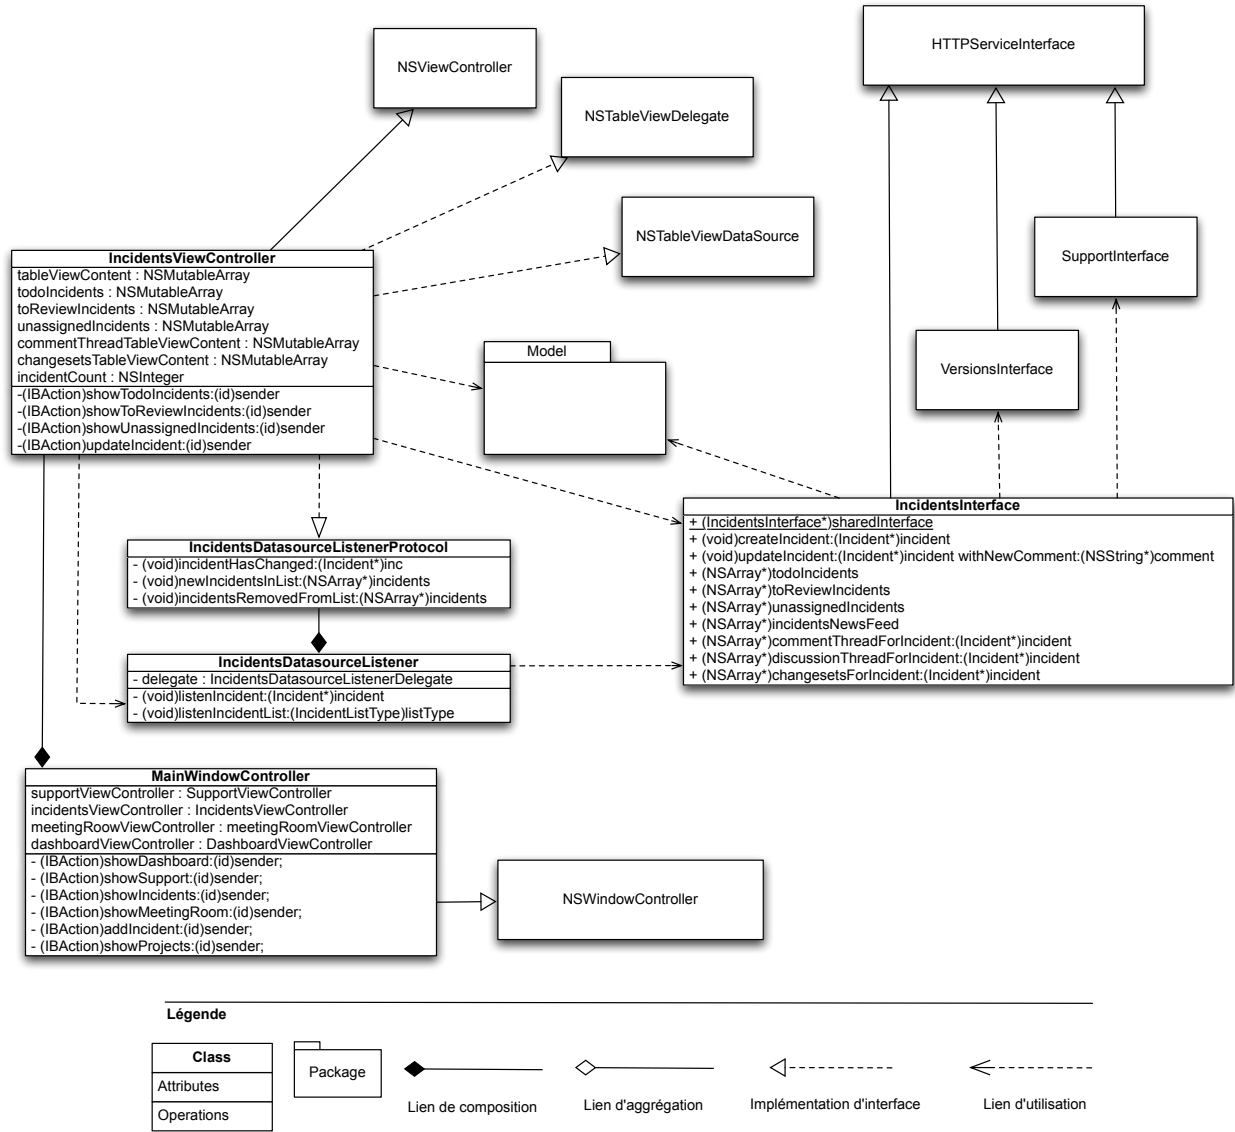 HTTPServiceInterface
NSViewController
NSTableViewDelegate
NSTableViewDataSource
SupportInterface
IncidentsViewController
tableViewContent : NSMutableArray
todoIncidents : NSMutableArray
toReviewIncidents : NSMutableArray
unassignedIncidents : NSMutableArray
commentThreadTableViewContent : NSMutableArray
changesetsTableViewContent : NSMutableArray
incidentCount : NSInteger
-(IBAction)showTodoIncidents:(id)sender
-(IBAction)showToReviewIncidents:(id)sender
-(IBAction)showUnassignedIncidents:(id)sender
-(IBAction)updateIncident:(id)sender
Model
VersionsInterface
IncidentsInterface
+ (IncidentsInterface*)sharedInterface
+ (void)createIncident:(Incident*)incident
+ (void)updateIncident:(Incident*)incident withNewComment:(NSString*)comment
+ (NSArray*)todoIncidents
+ (NSArray*)toReviewIncidents
+ (NSArray*)unassignedIncidents
+ (NSArray*)incidentsNewsFeed
+ (NSArray*)commentThreadForIncident:(Incident*)incident
+ (NSArray*)discussionThreadForIncident:(Incident*)incident
+ (NSArray*)changesetsForIncident:(Incident*)incident
IncidentsDatasourceListenerProtocol
- (void)incidentHasChanged:(Incident*)inc
- (void)newIncidentsInList:(NSArray*)incidents
- (void)incidentsRemovedFromList:(NSArray*)incidents
IncidentsDatasourceListener
- delegate : IncidentsDatasourceListenerDelegate
- (void)listenIncident:(Incident*)incident
- (void)listenIncidentList:(IncidentListType)listType
MainWindowController
supportViewController : SupportViewController
incidentsViewController : IncidentsViewController
meetingRoowViewController : meetingRoomViewController
dashboardViewController : DashboardViewController
- (IBAction)showDashboard:(id)sender;
- (IBAction)showSupport:(id)sender;
- (IBAction)showIncidents:(id)sender;
- (IBAction)showMeetingRoom:(id)sender;
- (IBAction)addIncident:(id)sender;
- (IBAction)showProjects:(id)sender;
NSWindowController
Légende
Class
Attributes
Operations
Package
Lien de composition
Lien d'aggrégation
Implémentation d'interface
Lien d'utilisation